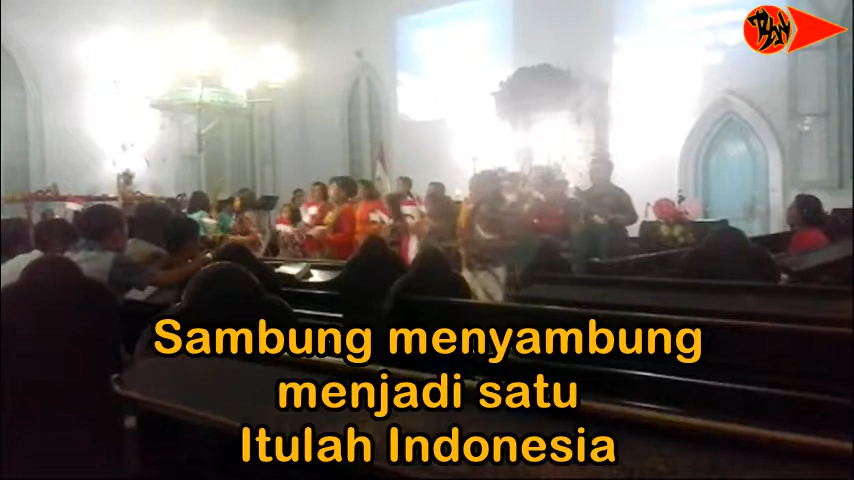 Sambung menyambung
menjadi satu
Itulah Indonesia